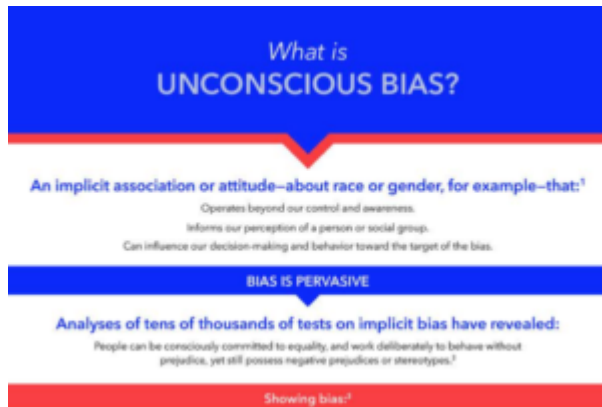 What is
UNCONSCIOUS BIAS?
An implicit association or attitude—about race or gender, for example—that:¹
Operates beyond our control and awareness.
Informs our perception of a person or social group.
Can influence our decision-making and behavior toward the target of the bias.
BIAS IS PERVASIVE
Analyses of tens of thousands of tests on implicit bias have revealed:
People can be consciously committed to equality, and work deliberately to behave without
prejudice, yet still possess negative prejudices or stereotypes.²
Showing bias:³